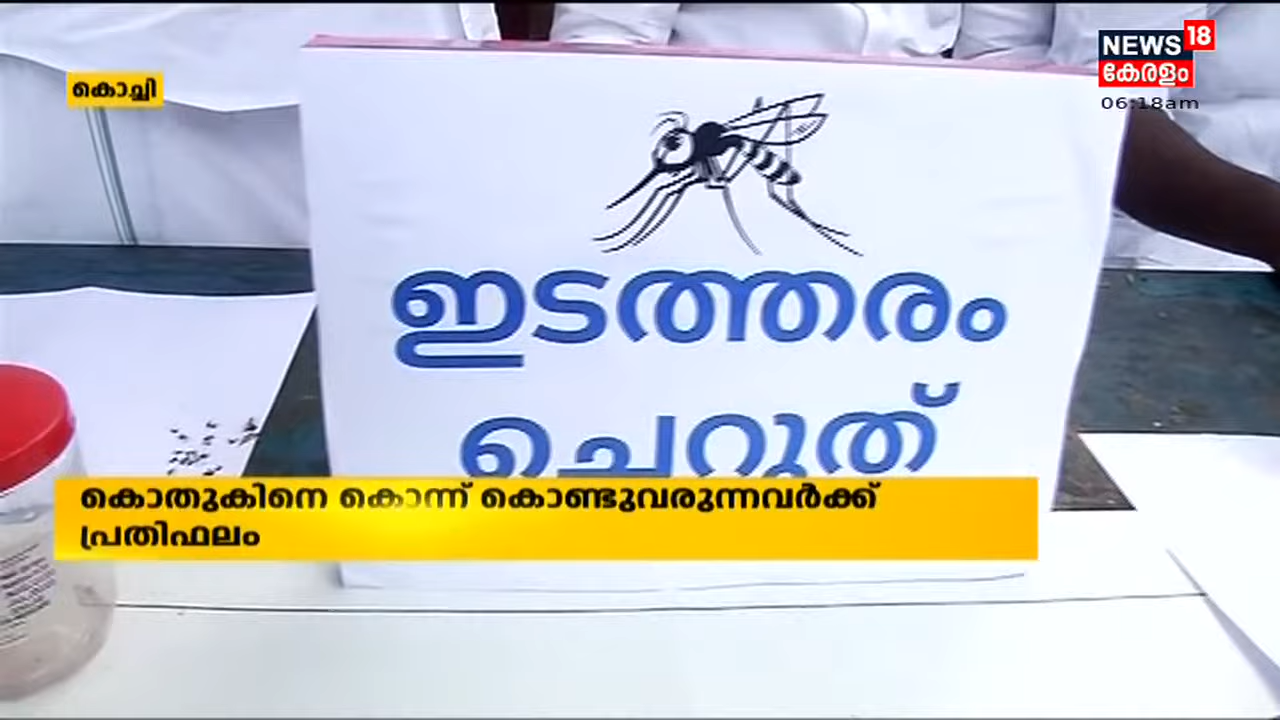 കൊച്ചി
NEWS 18
കേരളം
06:18am
ഇടത്തരം
ചെറുത്
കൊതുകിനെ കൊന്ന് കൊണ്ടുവരുന്നവർക്ക്
പ്രതിഫലം